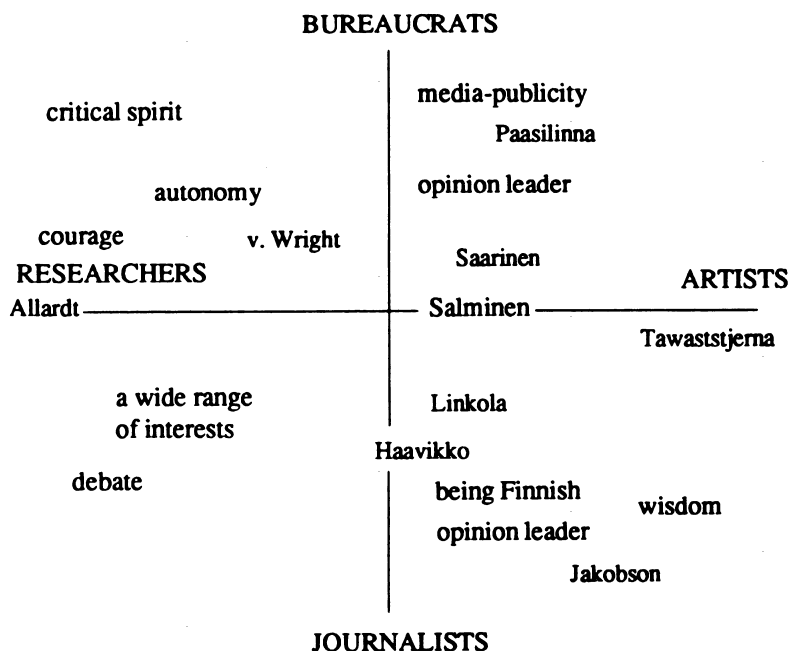 BUREAUCRATS
media-publicity
critical spirit
Paasilinna
opinion leader
autonomy
courage
v. Wright
Saarinen
RESEARCHERS
ARTISTS
Allardt
Salminen
Tawaststjerna
a wide range
of interests
Linkola
Haavikko
debate
being Finnish
wisdom
opinion leader
Jakobson
JOURNALISTS